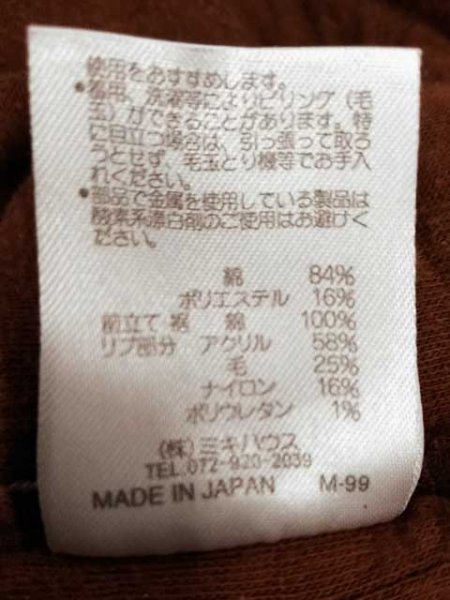 使用をおすすめします。
•着用、洗濯等によりピリング（毛
玉）ができることがあります。特
に目立つ場合は、引っ張って取ろ
うとせず、毛玉とり機等でお手入
れください。
•部品で金属を使用している製品は
酸素系漂白剤のご使用はお避けく
ださい。
綿 84%
ポリエステル 16%
前立て 裾 綿 100%
リブ部分 アクリル 58%
毛 25%
ナイロン 16%
ポリウレタン 1%
(株)ミキハウス
TEL.072-920-2039
MADE IN JAPAN M-99